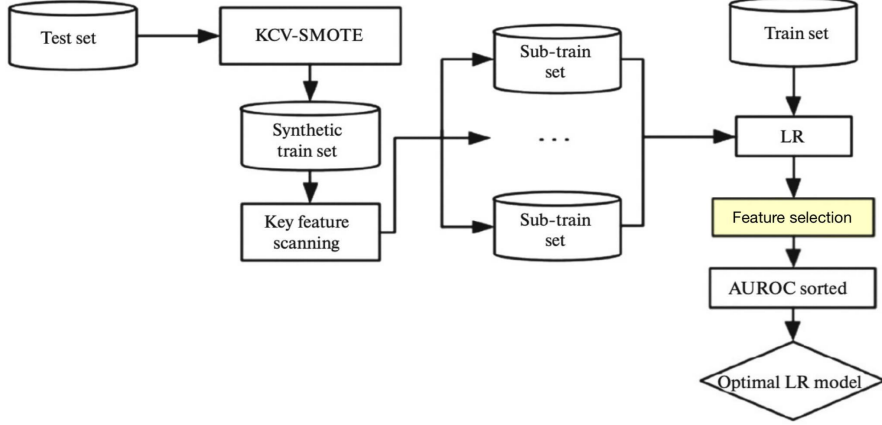 Test set
KCV-SMOTE
Synthetic
train set
Key feature
scanning
Sub-train
set
...
Sub-train
set
Train set
LR
Feature selection
AUROC sorted
Optimal LR model